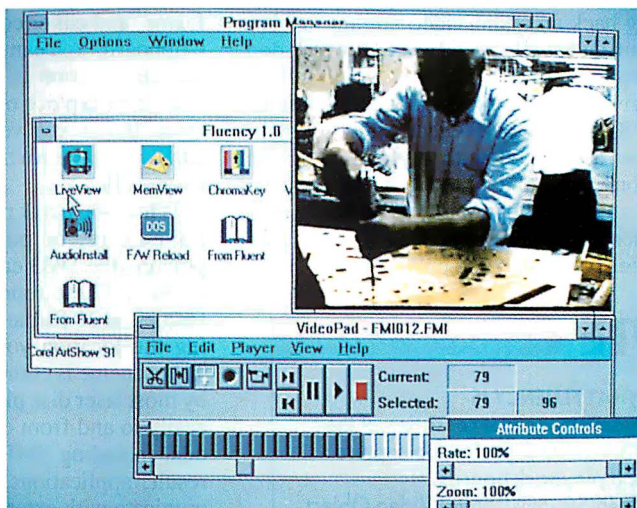 Program Manager
File Options Window Help
Fluency 1.0
LiveView MemView ChromaKey V
DOS
AudioInstall F/W Reload From Fluent
From Fluent
Corel ArtShow '91
VideoPad - FMI012.FMI
File Edit Player View Help
Current: 79
Selected: 79 96
Attribute Controls
Rate: 100%
Zoom: 100%